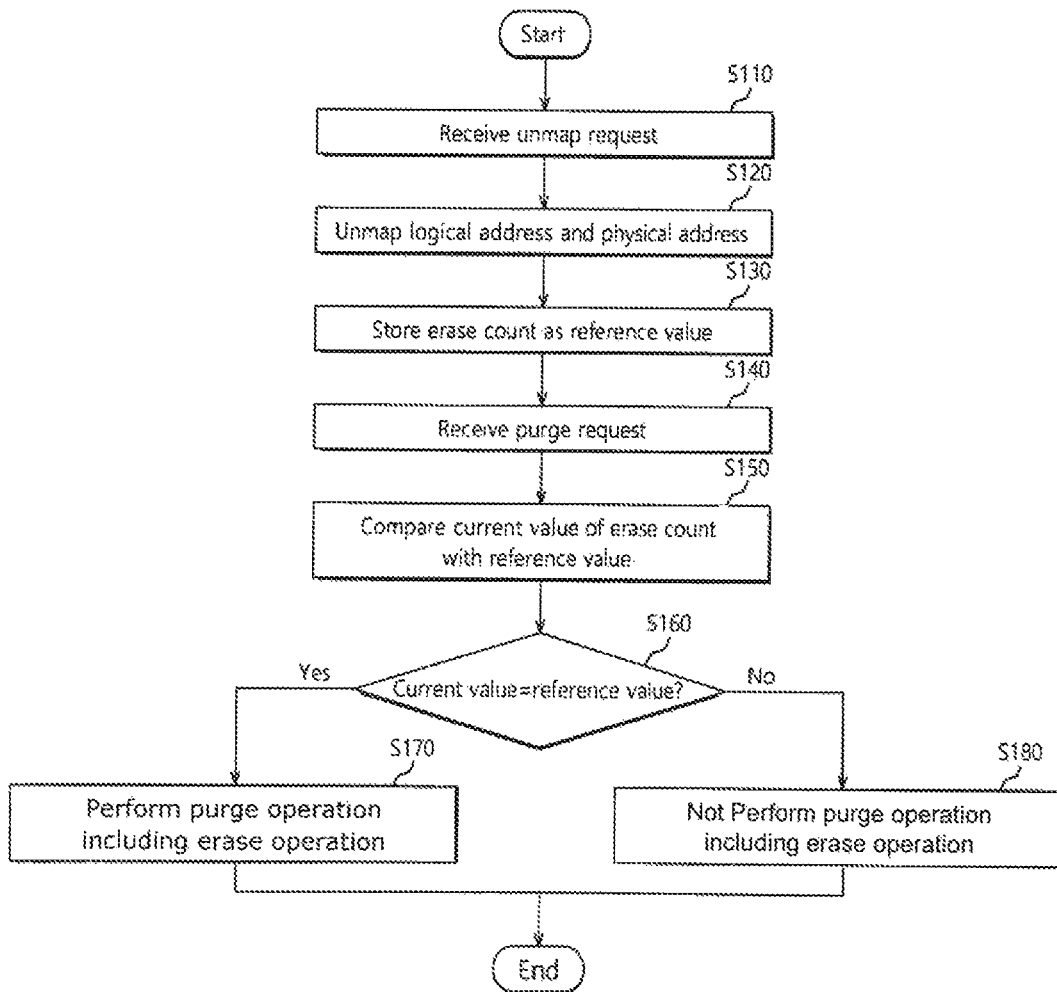 Start
S110
Receive unmap request
S120
Unmap logical address and physical address
S130
Store erase count as reference value
S140
Receive purge request
S150
Compare current value of erase count
with reference value
S160
Yes
Current value=reference value?
No
S170
Perform purge operation
including erase operation
S180
Not Perform purge operation
including erase operation
End